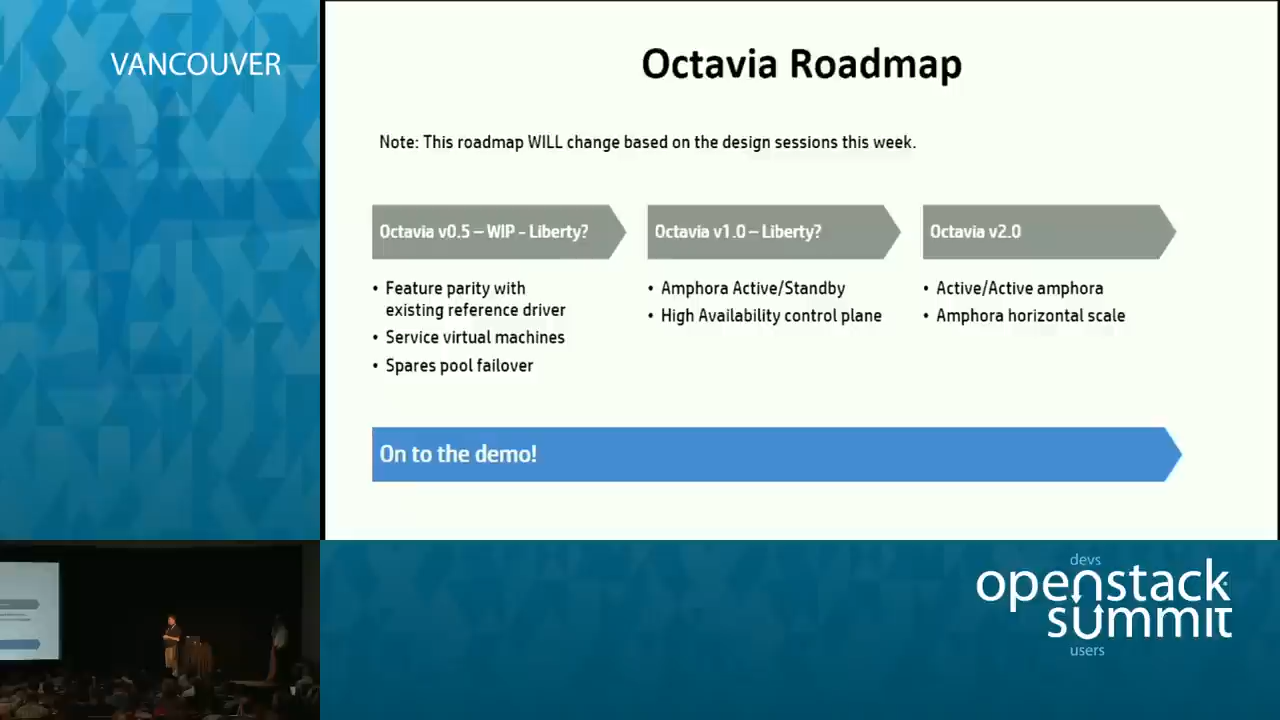 VANCOUVER
Octavia Roadmap
Note: This roadmap WILL change based on the design sessions this week.
Octavia v0.5 – WIP - Liberty?
• Feature parity with
existing reference driver
• Service virtual machines
• Spares pool failover
Octavia v1.0 – Liberty?
• Amphora Active/Standby
• High Availability control plane
Octavia v2.0
• Active/Active amphora
• Amphora horizontal scale
On to the demo!
devs
openstack
summit
users